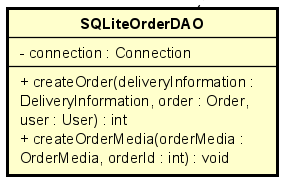 SQLiteOrderDAO
- connection : Connection
+ createOrder(deliveryInformation :
DeliveryInformation, order : Order,
user : User) : int
+ createOrderMedia(orderMedia :
OrderMedia, orderId : int) : void